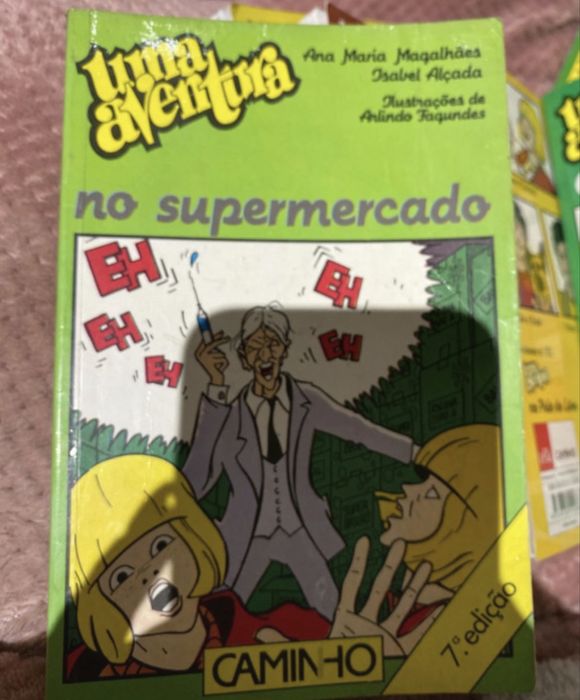 uma
aventura
Ana Maria Magalhães
Isabel Alçada
Ilustrações de
Arlindo Fagundes
no supermercado
EH
EH
EH
EH
EH
7.ª edição
CAMINHO